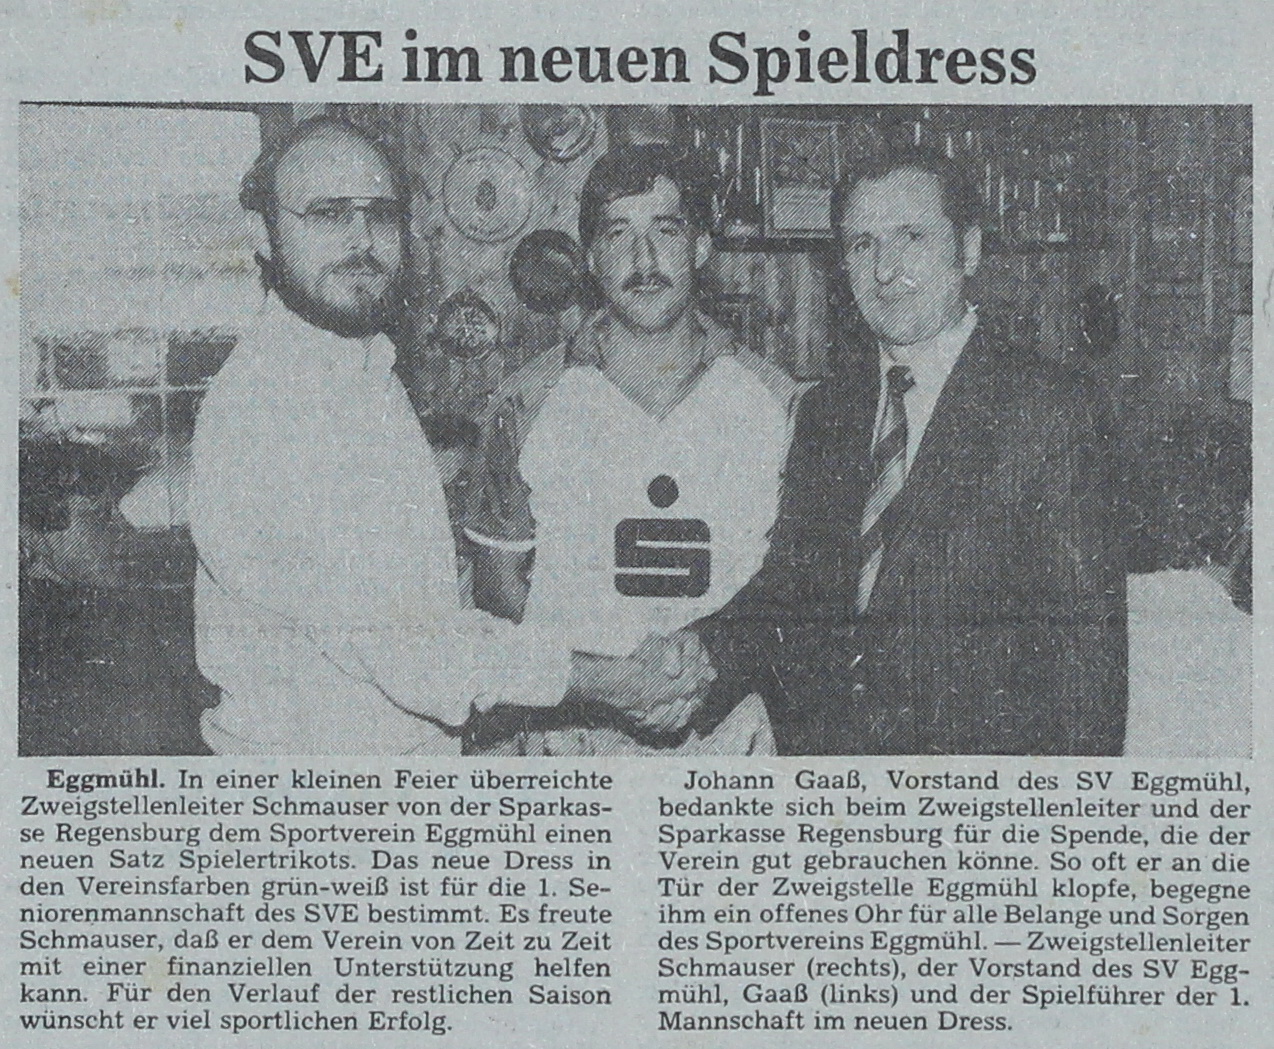 SVE im neuen Spieldress
Eggmühl. In einer kleinen Feier überreichte
Zweigstellenleiter Schmauser von der Sparkas-
se Regensburg dem Sportverein Eggmühl einen
neuen Satz Spielertrikots. Das neue Dress in
den Vereinsfarben grün-weiß ist für die 1. Se-
niorenmannschaft des SVE bestimmt. Es freute
Schmauser, daß er dem Verein von Zeit zu Zeit
mit einer finanziellen Unterstützung helfen
kann. Für den Verlauf der restlichen Saison
wünscht er viel sportlichen Erfolg.
Johann Gaaß, Vorstand des SV Eggmühl,
bedankte sich beim Zweigstellenleiter und der
Sparkasse Regensburg für die Spende, die der
Verein gut gebrauchen könne. So oft er an die
Tür der Zweigstelle Eggmühl klopfe, begegne
ihm ein offenes Ohr für alle Belange und Sorgen
des Sportvereins Eggmühl. — Zweigstellenleiter
Schmauser (rechts), der Vorstand des SV Egg-
mühl, Gaaß (links) und der Spielführer der 1.
Mannschaft im neuen Dress.